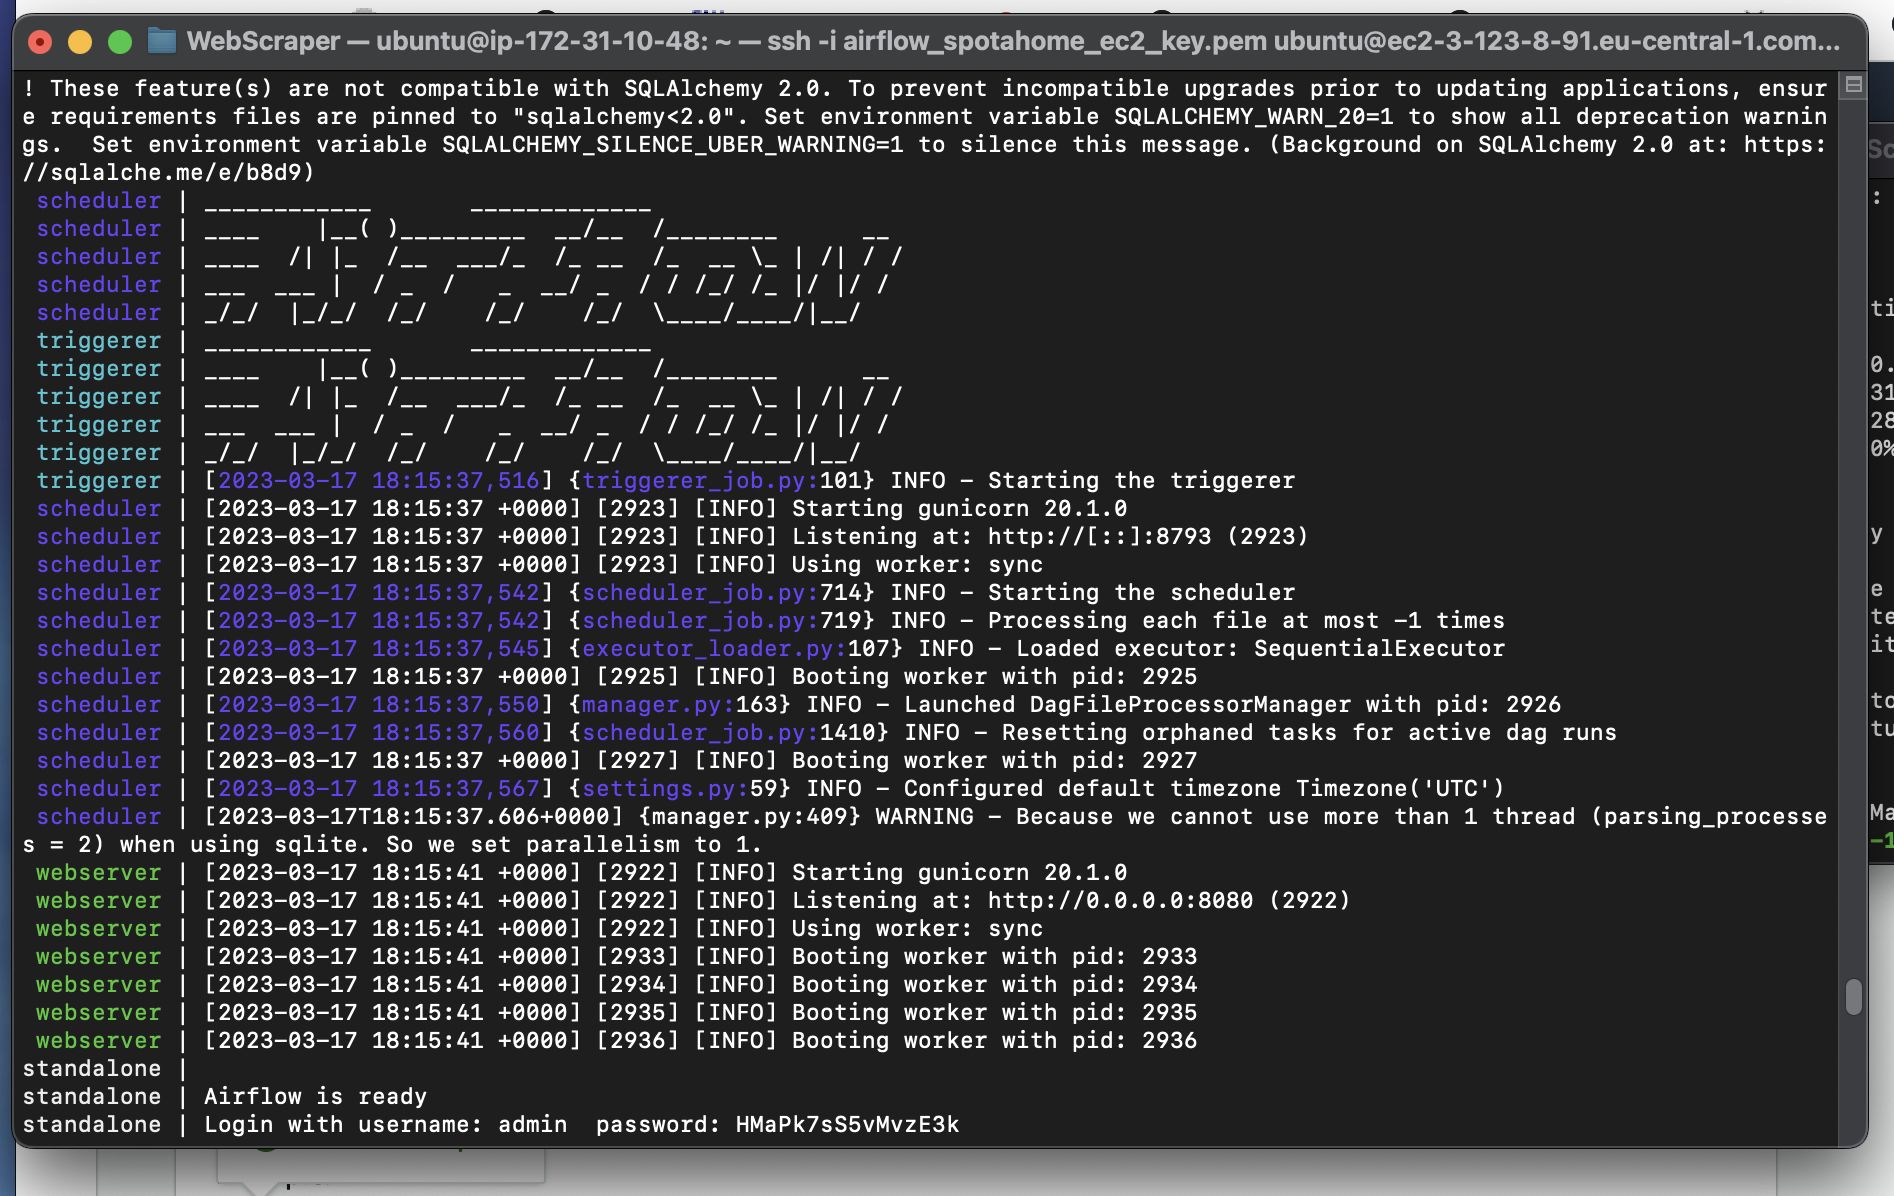 WebScraper — ubuntu@ip-172-31-10-48: ~ — ssh -i airflow_spotahome_ec2_key.pem ubuntu@ec2-3-123-8-91.eu-central-1.com...
! These feature(s) are not compatible with SQLAlchemy 2.0. To prevent incompatible upgrades prior to updating applications, ensur
e requirements files are pinned to "sqlalchemy<2.0". Set environment variable SQLALCHEMY_WARN_20=1 to show all deprecation warnin
gs.  Set environment variable SQLALCHEMY_SILENCE_UBER_WARNING=1 to silence this message. (Background on SQLAlchemy 2.0 at: https:
//sqlalche.me/e/b8d9)
scheduler |   ____________       _____________
scheduler |  ____    |__( )_________  __/__  /________      __
scheduler | ____  /| |_  /__  ___/_  /_ __  /_  __ \_ | /| / /
scheduler | ___  ___ |  / _  /   _  __/ _  / / /_/ /_ |/ |/ /
scheduler |  _/_/  |_/_/  /_/    /_/    /_/  \____/____/|__/
triggerer |   ____________       _____________
triggerer |  ____    |__( )_________  __/__  /________      __
triggerer | ____  /| |_  /__  ___/_  /_ __  /_  __ \_ | /| / /
triggerer | ___  ___ |  / _  /   _  __/ _  / / /_/ /_ |/ |/ /
triggerer |  _/_/  |_/_/  /_/    /_/    /_/  \____/____/|__/
triggerer | [2023-03-17 18:15:37,516] {triggerer_job.py:101} INFO - Starting the triggerer
scheduler | [2023-03-17 18:15:37 +0000] [2923] [INFO] Starting gunicorn 20.1.0
scheduler | [2023-03-17 18:15:37 +0000] [2923] [INFO] Listening at: http://[::]:8793 (2923)
scheduler | [2023-03-17 18:15:37 +0000] [2923] [INFO] Using worker: sync
scheduler | [2023-03-17 18:15:37,542] {scheduler_job.py:714} INFO - Starting the scheduler
scheduler | [2023-03-17 18:15:37,542] {scheduler_job.py:719} INFO - Processing each file at most -1 times
scheduler | [2023-03-17 18:15:37,545] {executor_loader.py:107} INFO - Loaded executor: SequentialExecutor
scheduler | [2023-03-17 18:15:37 +0000] [2925] [INFO] Booting worker with pid: 2925
scheduler | [2023-03-17 18:15:37,550] {manager.py:163} INFO - Launched DagFileProcessorManager with pid: 2926
scheduler | [2023-03-17 18:15:37,560] {scheduler_job.py:1410} INFO - Resetting orphaned tasks for active dag runs
scheduler | [2023-03-17 18:15:37 +0000] [2927] [INFO] Booting worker with pid: 2927
scheduler | [2023-03-17 18:15:37,567] {settings.py:59} INFO - Configured default timezone Timezone('UTC')
scheduler | [2023-03-17T18:15:37.606+0000] {manager.py:409} WARNING - Because we cannot use more than 1 thread (parsing_processe
s = 2) when using sqlite. So we set parallelism to 1.
webserver | [2023-03-17 18:15:41 +0000] [2922] [INFO] Starting gunicorn 20.1.0
webserver | [2023-03-17 18:15:41 +0000] [2922] [INFO] Listening at: http://0.0.0.0:8080 (2922)
webserver | [2023-03-17 18:15:41 +0000] [2922] [INFO] Using worker: sync
webserver | [2023-03-17 18:15:41 +0000] [2933] [INFO] Booting worker with pid: 2933
webserver | [2023-03-17 18:15:41 +0000] [2934] [INFO] Booting worker with pid: 2934
webserver | [2023-03-17 18:15:41 +0000] [2935] [INFO] Booting worker with pid: 2935
webserver | [2023-03-17 18:15:41 +0000] [2936] [INFO] Booting worker with pid: 2936
standalone |
standalone | Airflow is ready
standalone | Login with username: admin  password: HMaPk7sS5vMvzE3k